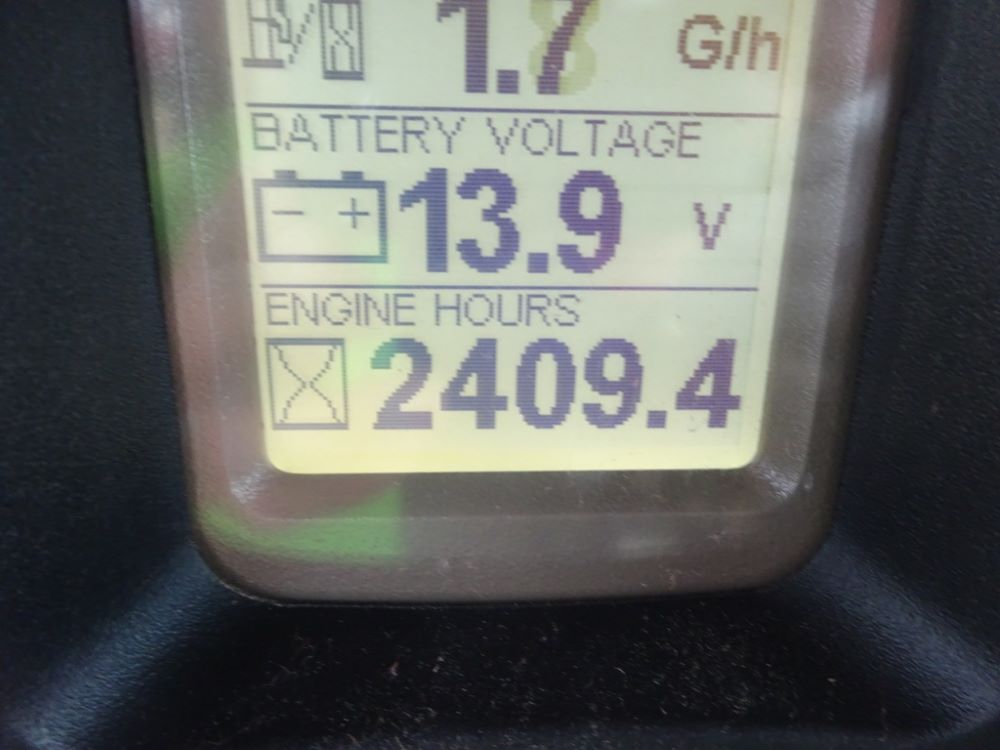 1.7 G/h
BATTERY VOLTAGE
- + 13.9 V
ENGINE HOURS
2409.4